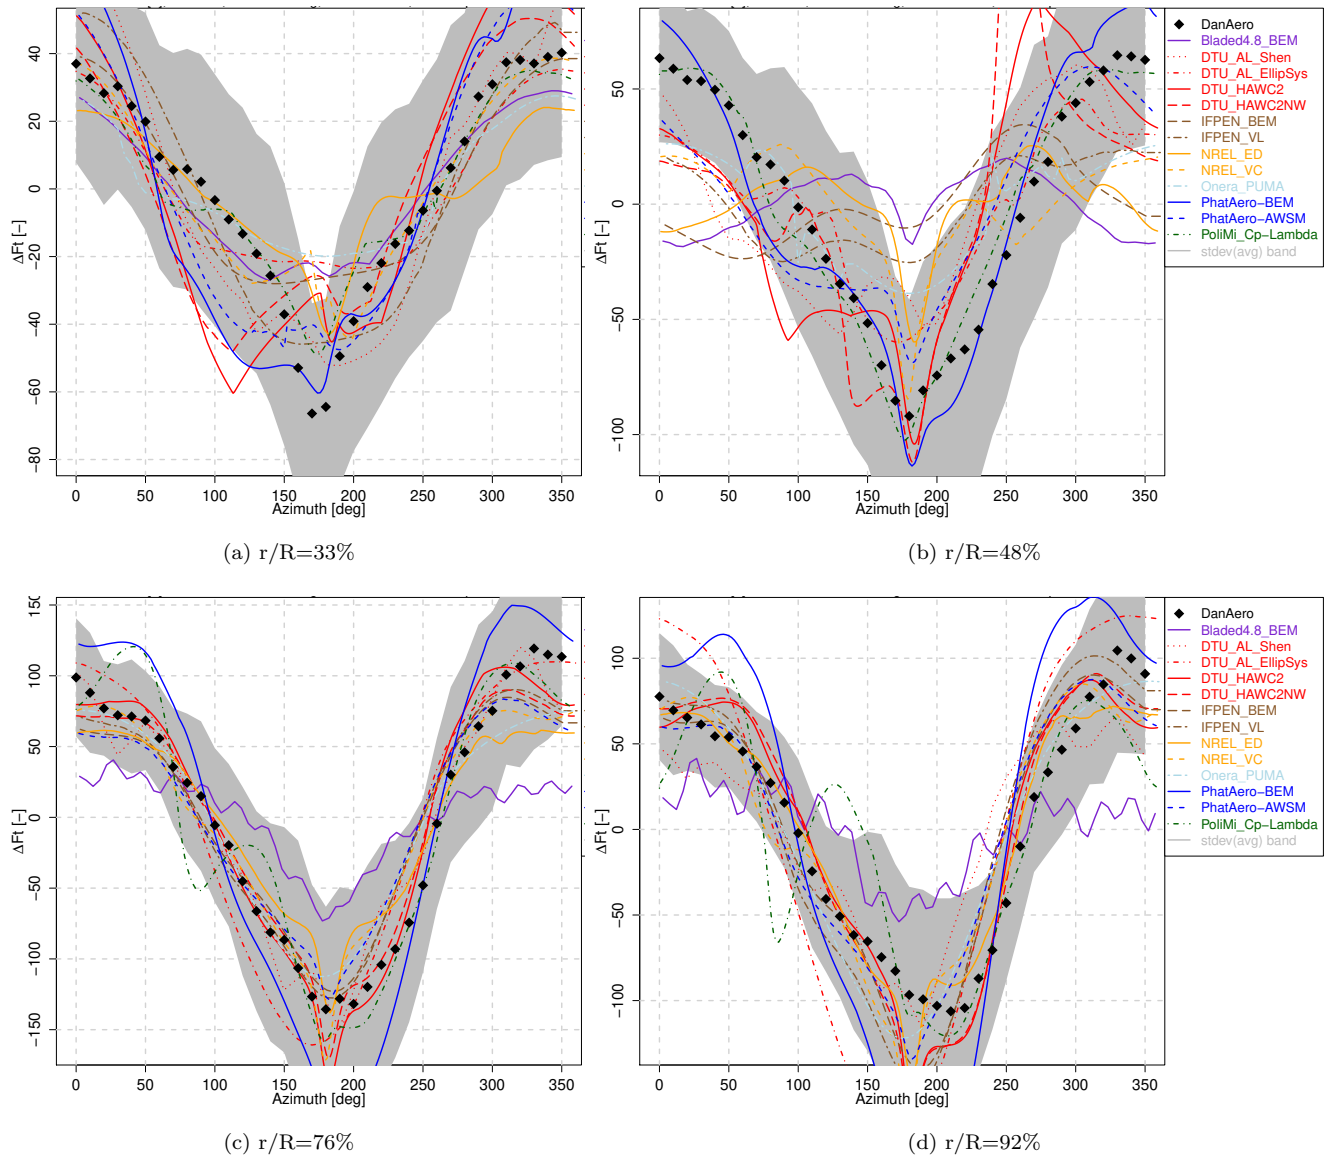 40
20
0
−20
−40
−60
−80
ΔFt [−]
0 50 100 150 200 250 300 350
Azimuth [deg]
(a) r/R=33%
50
0
−50
−100
ΔFt [−]
0 50 100 150 200 250 300 350
Azimuth [deg]
(b) r/R=48%
DanAero
Bladed4.8_BEM
DTU_AL_Shen
DTU_AL_EllipSys
DTU_HAWC2
DTU_HAWC2NW
IFPEN_BEM
IFPEN_VL
NREL_ED
NREL_VC
Onera_PUMA
PhatAero−BEM
PhatAero−AWSM
PoliMi_Cp−Lambda
stdev(avg) band
100
50
0
−50
−100
−150
ΔFt [−]
0 50 100 150 200 250 300 350
Azimuth [deg]
(c) r/R=76%
100
50
0
−50
−100
ΔFt [−]
0 50 100 150 200 250 300 350
Azimuth [deg]
(d) r/R=92%
DanAero
Bladed4.8_BEM
DTU_AL_Shen
DTU_AL_EllipSys
DTU_HAWC2
DTU_HAWC2NW
IFPEN_BEM
IFPEN_VL
NREL_ED
NREL_VC
Onera_PUMA
PhatAero−BEM
PhatAero−AWSM
PoliMi_Cp−Lambda
stdev(avg) band